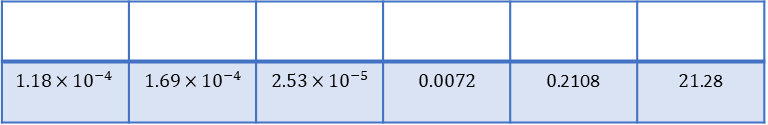 1.18 × 10⁻⁴ 1.69 × 10⁻⁴ 2.53 × 10⁻⁵ 0.0072 0.2108 21.28